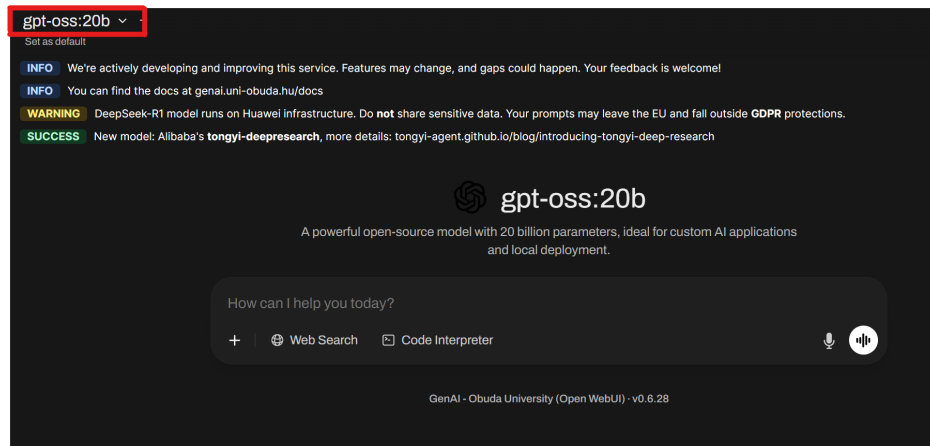 gpt-oss:20b
Set as default
INFO We're actively developing and improving this service. Features may change, and gaps could happen. Your feedback is welcome!
INFO You can find the docs at genai.uni-obuda.hu/docs
WARNING DeepSeek-R1 model runs on Huawei infrastructure. Do not share sensitive data. Your prompts may leave the EU and fall outside GDPR protections.
SUCCESS New model: Alibaba's tongyi-deepresearch, more details: tongyi-agent.github.io/blog/introducing-tongyi-deep-research
gpt-oss:20b
A powerful open-source model with 20 billion parameters, ideal for custom AI applications
and local deployment.
How can I help you today?
+ Web Search Code Interpreter
GenAI - Obuda University (Open WebUI) · v0.6.28